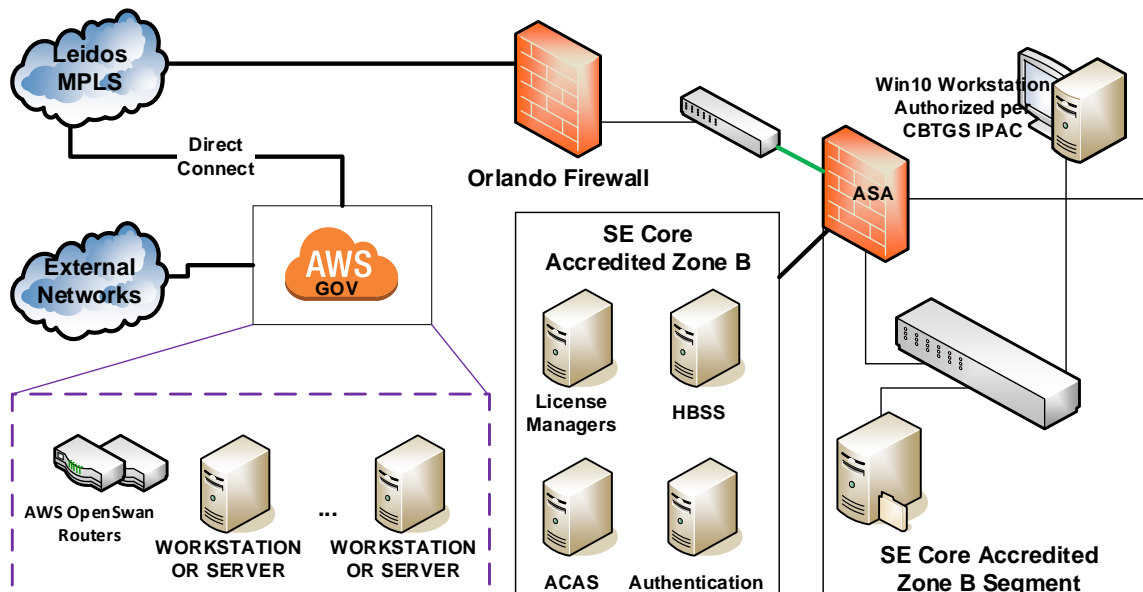 Leidos
MPLS
Direct
Connect
External
Networks
AWS
GOV
Orlando Firewall
ASA
Win10 Workstation
Authorized per
CBTGS IPAC
SE Core
Accredited Zone B
License
Managers
HBSS
ACAS
Authentication
AWS OpenSwan
Routers
WORKSTATION
OR SERVER
...
WORKSTATION
OR SERVER
SE Core Accredited
Zone B Segment